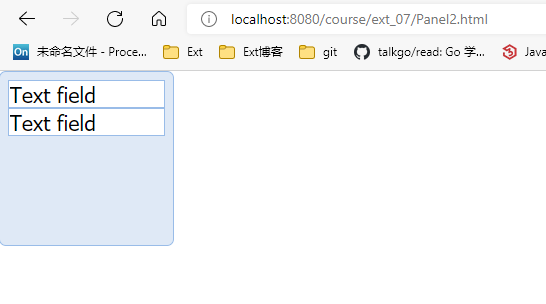 localhost:8080/course/ext_07/Panel2.html
On 未命名文件 - Proce... Ext Ext博客 git talkgo/read: Go 学... Java
Text field
Text field